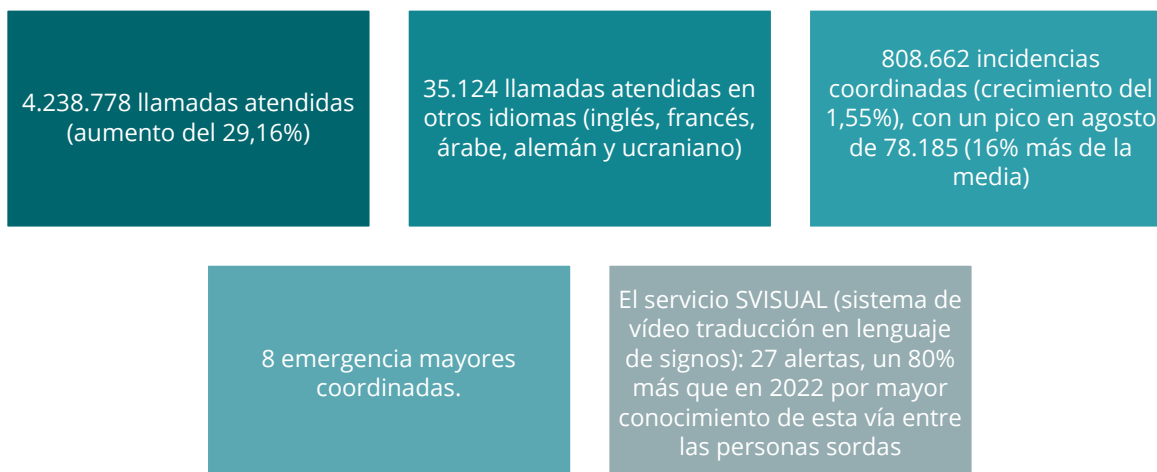 4.238.778 llamadas atendidas
(aumento del 29,16%)
35.124 llamadas atendidas en
otros idiomas (inglés, francés,
árabe, alemán y ucraniano)
808.662 incidencias
coordinadas (crecimiento del
1,55%), con un pico en agosto
de 78.185 (16% más de la
media)
8 emergencia mayores
coordinadas.
El servicio SVISUAL (sistema de
vídeo traducción en lenguaje
de signos): 27 alertas, un 80%
más que en 2022 por mayor
conocimiento de esta vía entre
las personas sordas